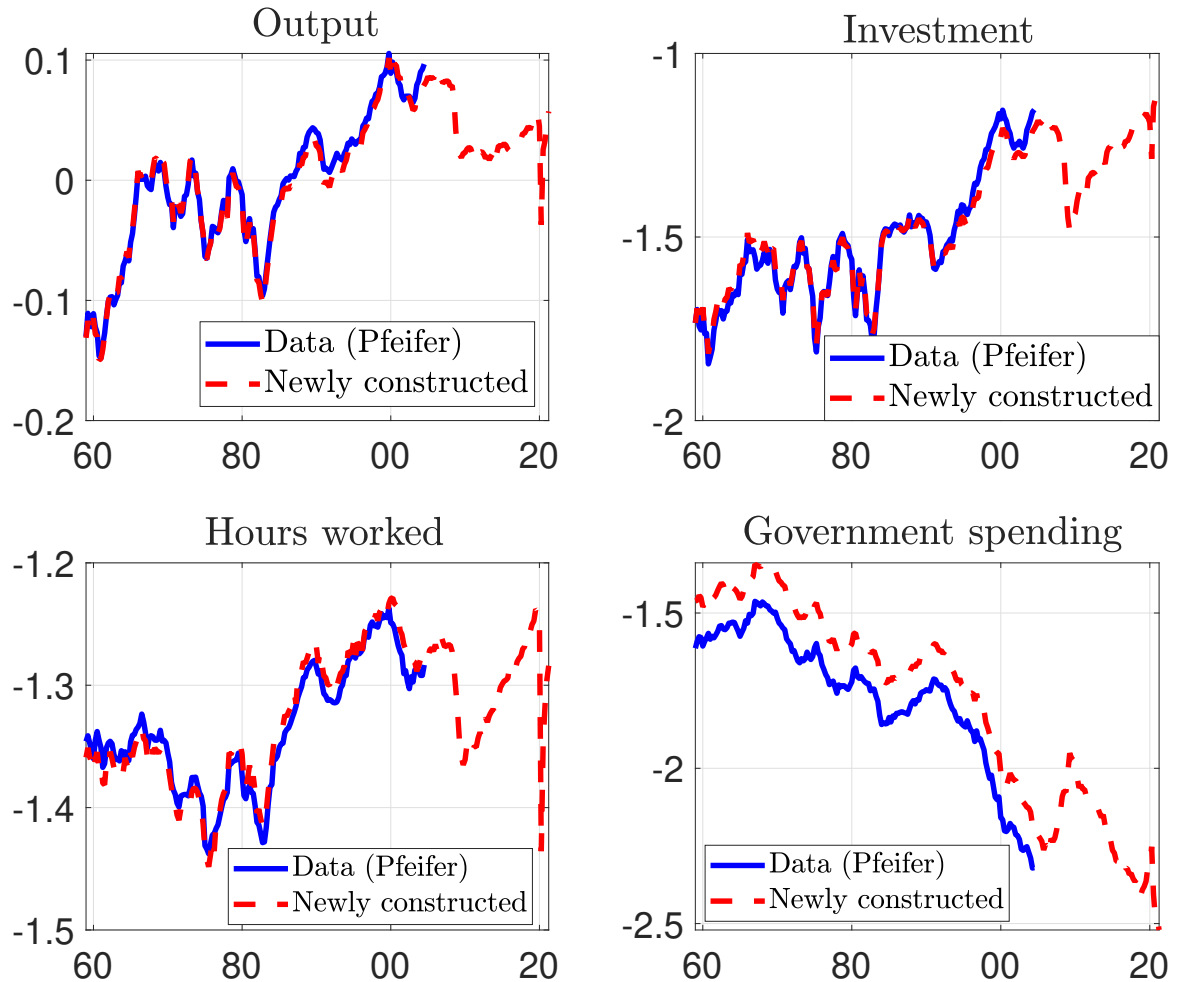 Output
0.1
0
-0.1
-0.2
60 80 00 20
Data (Pfeifer)
Newly constructed
Investment
-1
-1.5
-2
60 80 00 20
Data (Pfeifer)
Newly constructed
Hours worked
-1.2
-1.3
-1.4
-1.5
60 80 00 20
Data (Pfeifer)
Newly constructed
Government spending
-1.5
-2
-2.5
60 80 00 20
Data (Pfeifer)
Newly constructed